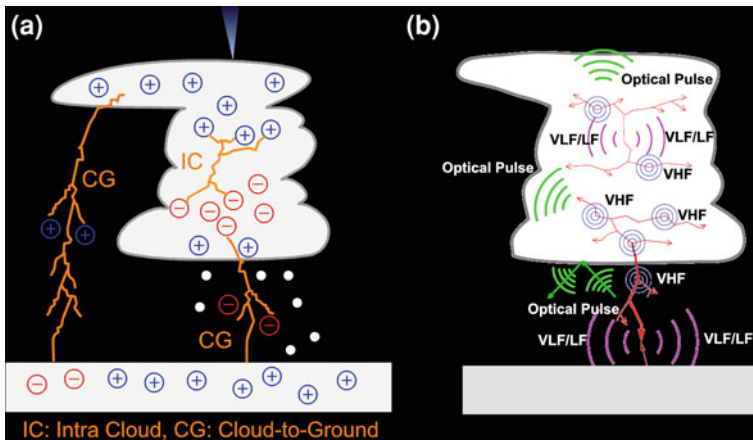 (a)
IC
CG
CG
IC: Intra Cloud, CG: Cloud-to-Ground
(b)
Optical Pulse
VLF/LF
VLF/LF
Optical Pulse
VHF
VHF
VHF
VHF
Optical Pulse
VLF/LF
VLF/LF